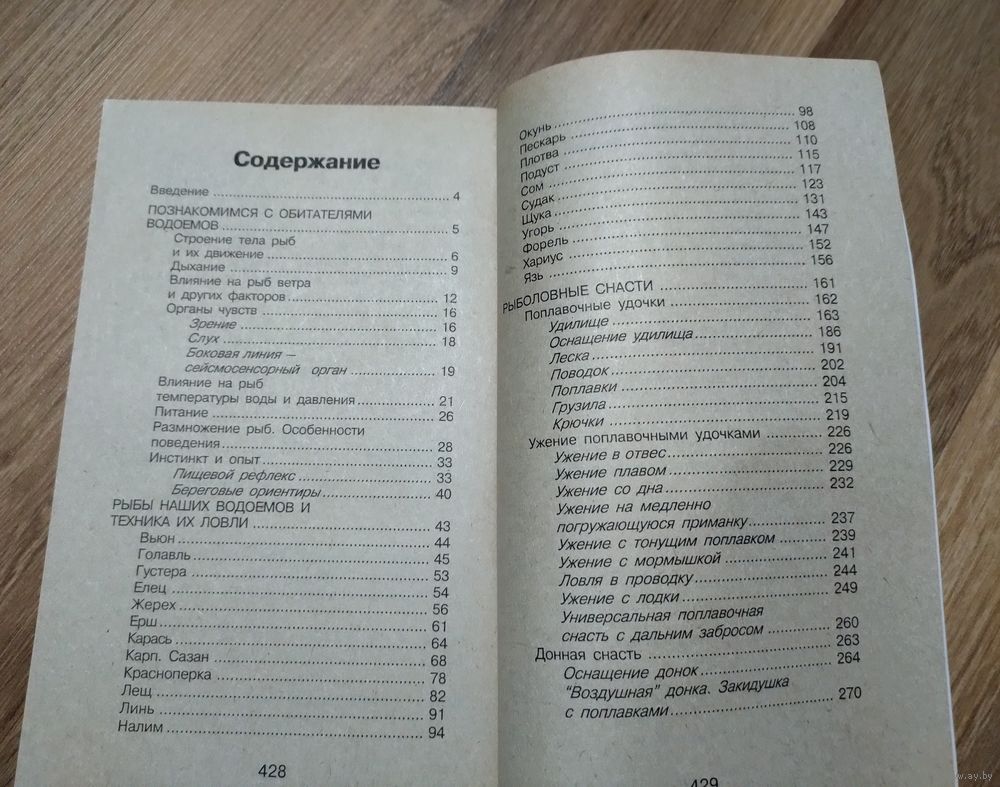 Содержание
Введение ........ 4
ПОЗНАКОМИМСЯ С ОБИТАТЕЛЯМИ
ВОДОЕМОВ ........ 5
Строение тела рыб
и их движение ........ 6
Дыхание ........ 9
Влияние на рыб ветра
и других факторов ........ 12
Органы чувств ........ 16
Зрение ........ 16
Слух ........ 18
Боковая линия –
сейсмосенсорный орган ........ 19
Влияние на рыб
температуры воды и давления ........ 21
Питание ........ 26
Размножение рыб. Особенности
поведения ........ 28
Инстинкт и опыт ........ 33
Пищевой рефлекс ........ 33
Береговые ориентиры ........ 40
РЫБЫ НАШИХ ВОДОЕМОВ И
ТЕХНИКА ИХ ЛОВЛИ ........ 43
Вьюн ........ 44
Голавль ........ 45
Густера ........ 53
Елец ........ 54
Жерех ........ 56
Ерш ........ 61
Карась ........ 64
Карп. Сазан ........ 68
Красноперка ........ 78
Лещ ........ 82
Линь ........ 91
Налим ........ 94
428
Окунь ........ 98
Пескарь ........ 108
Плотва ........ 110
Подуст ........ 115
Сом ........ 117
Судак ........ 123
Щука ........ 131
Угорь ........ 143
Форель ........ 147
Хариус ........ 152
Язь ........ 156
РЫБОЛОВНЫЕ СНАСТИ ........ 161
Поплавочные удочки ........ 162
Удилище ........ 163
Оснащение удилища ........ 186
Леска ........ 191
Поводок ........ 202
Поплавки ........ 204
Грузила ........ 215
Крючки ........ 219
Ужение поплавочными удочками ........ 226
Ужение в отвес ........ 226
Ужение плавом ........ 229
Ужение со дна ........ 232
Ужение на медленно
погружающуюся приманку ........ 237
Ужение с тонущим поплавком ........ 239
Ужение с мормышкой ........ 241
Ловля в проводку ........ 244
Ужение с лодки ........ 249
Универсальная поплавочная
снасть с дальним забросом ........ 260
Донная снасть ........ 263
Оснащение донок ........ 264
"Воздушная" донка. Закидушка
с поплавками ........ 270
429
ay.by